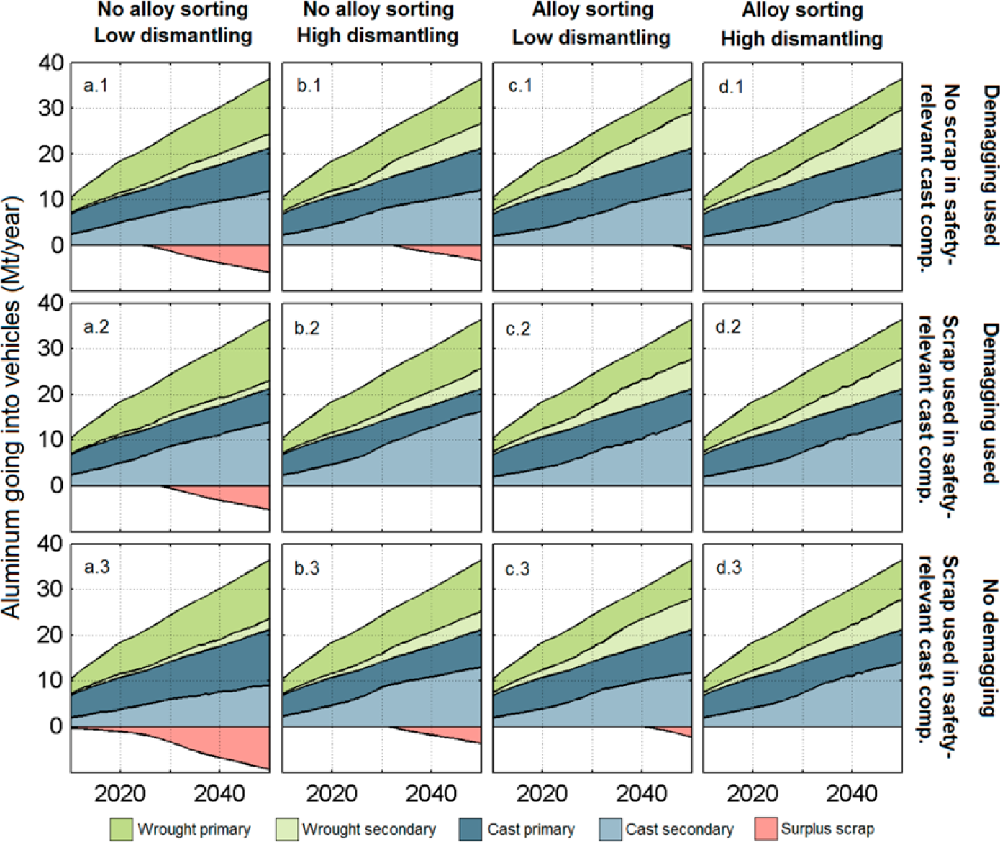 No alloy sorting
Low dismantling
No alloy sorting
High dismantling
Alloy sorting
Low dismantling
Alloy sorting
High dismantling
Aluminum going into vehicles (Mt/year)
40
30
20
10
0
a.1
b.1
c.1
d.1
No scrap in safety-
relevant cast comp.
Demagging used
40
30
20
10
0
a.2
b.2
c.2
d.2
Scrap used in safety-
relevant cast comp.
Demagging used
40
30
20
10
0
a.3
b.3
c.3
d.3
Scrap used in safety-
relevant cast comp.
No demagging
2020 2040 2020 2040 2020 2040 2020 2040
Wrought primary Wrought secondary Cast primary Cast secondary Surplus scrap